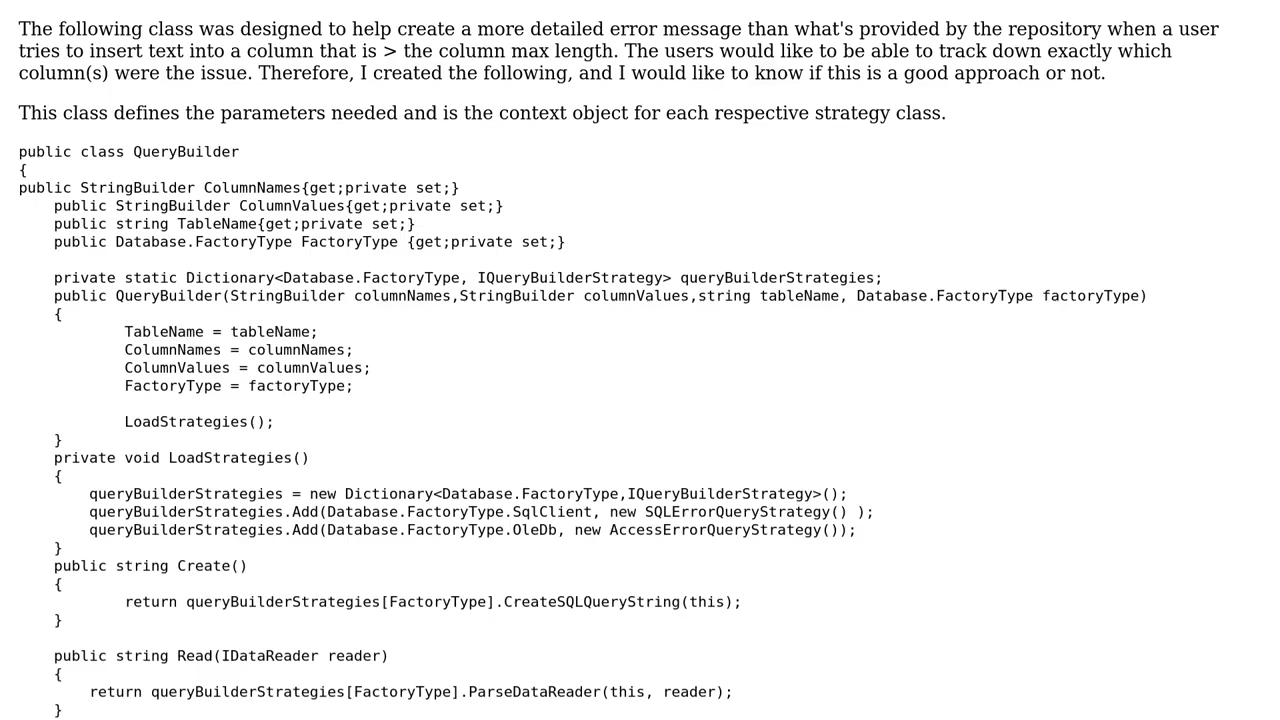 The following class was designed to help create a more detailed error message than what's provided by the repository when a user
tries to insert text into a column that is > the column max length. The users would like to be able to track down exactly which
column(s) were the issue. Therefore, I created the following, and I would like to know if this is a good approach or not.
This class defines the parameters needed and is the context object for each respective strategy class.
public class QueryBuilder
{
public StringBuilder ColumnNames{get;private set;}
    public StringBuilder ColumnValues{get;private set;}
    public string TableName{get;private set;}
    public Database.FactoryType FactoryType {get;private set;}

    private static Dictionary<Database.FactoryType, IQueryBuilderStrategy> queryBuilderStrategies;
    public QueryBuilder(StringBuilder columnNames,StringBuilder columnValues,string tableName, Database.FactoryType factoryType)
    {
            TableName = tableName;
            ColumnNames = columnNames;
            ColumnValues = columnValues;
            FactoryType = factoryType;

            LoadStrategies();
    }
    private void LoadStrategies()
    {
        queryBuilderStrategies = new Dictionary<Database.FactoryType,IQueryBuilderStrategy>();
        queryBuilderStrategies.Add(Database.FactoryType.SqlClient, new SQLErrorQueryStrategy() );
        queryBuilderStrategies.Add(Database.FactoryType.OleDb, new AccessErrorQueryStrategy());
    }
    public string Create()
    {
            return queryBuilderStrategies[FactoryType].CreateSQLQueryString(this);
    }

    public string Read(IDataReader reader)
    {
        return queryBuilderStrategies[FactoryType].ParseDataReader(this, reader);
    }